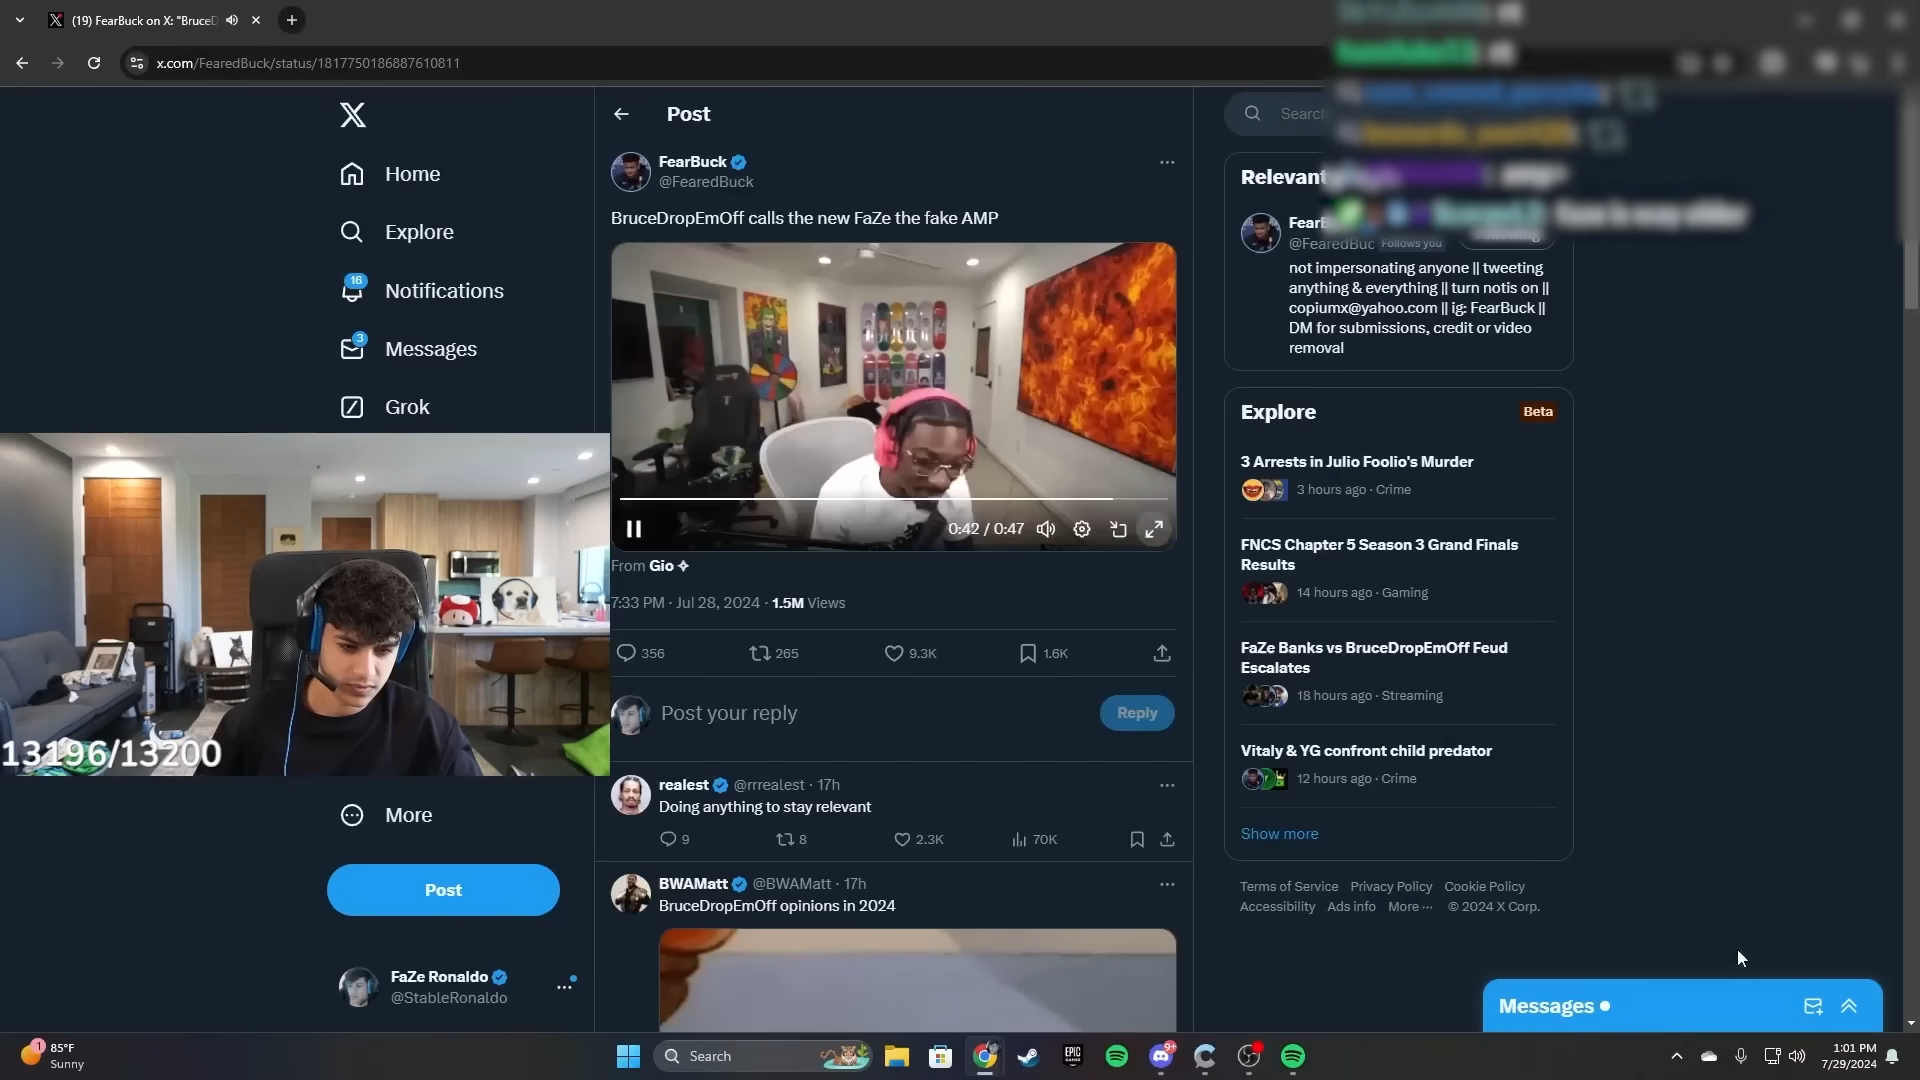 (19) FearBuck on X: "BruceD
x.com/FearedBuck/status/1817750186887610811
Home
Explore
16
Notifications
3
Messages
Grok
13196/13200
More
Post
FaZe Ronaldo
@StableRonaldo
Post
FearBuck
@FearedBuck
BruceDropEmOff calls the new FaZe the fake AMP
0:42 / 0:47
From Gio
7:33 PM · Jul 28, 2024 · 1.5M Views
356
265
9.3K
1.6K
Post your reply
Reply
realest @rrrealest · 17h
Doing anything to stay relevant
9
8
2.3K
70K
BWAMatt @BWAMatt · 17h
BruceDropEmOff opinions in 2024
Search
Relevant
FearB
@FearedBuc Follows you
Following
not impersonating anyone || tweeting
anything & everything || turn notis on ||
copiumx@yahoo.com || ig: FearBuck ||
DM for submissions, credit or video
removal
Explore
Beta
3 Arrests in Julio Foolio's Murder
3 hours ago · Crime
FNCS Chapter 5 Season 3 Grand Finals
Results
14 hours ago · Gaming
FaZe Banks vs BruceDropEmOff Feud
Escalates
18 hours ago · Streaming
Vitaly & YG confront child predator
12 hours ago · Crime
Show more
Terms of Service Privacy Policy Cookie Policy
Accessibility Ads info More ··· © 2024 X Corp.
Messages
1
85°F
Sunny
Search
EPIC
GAMES
9+
1:01 PM
7/29/2024